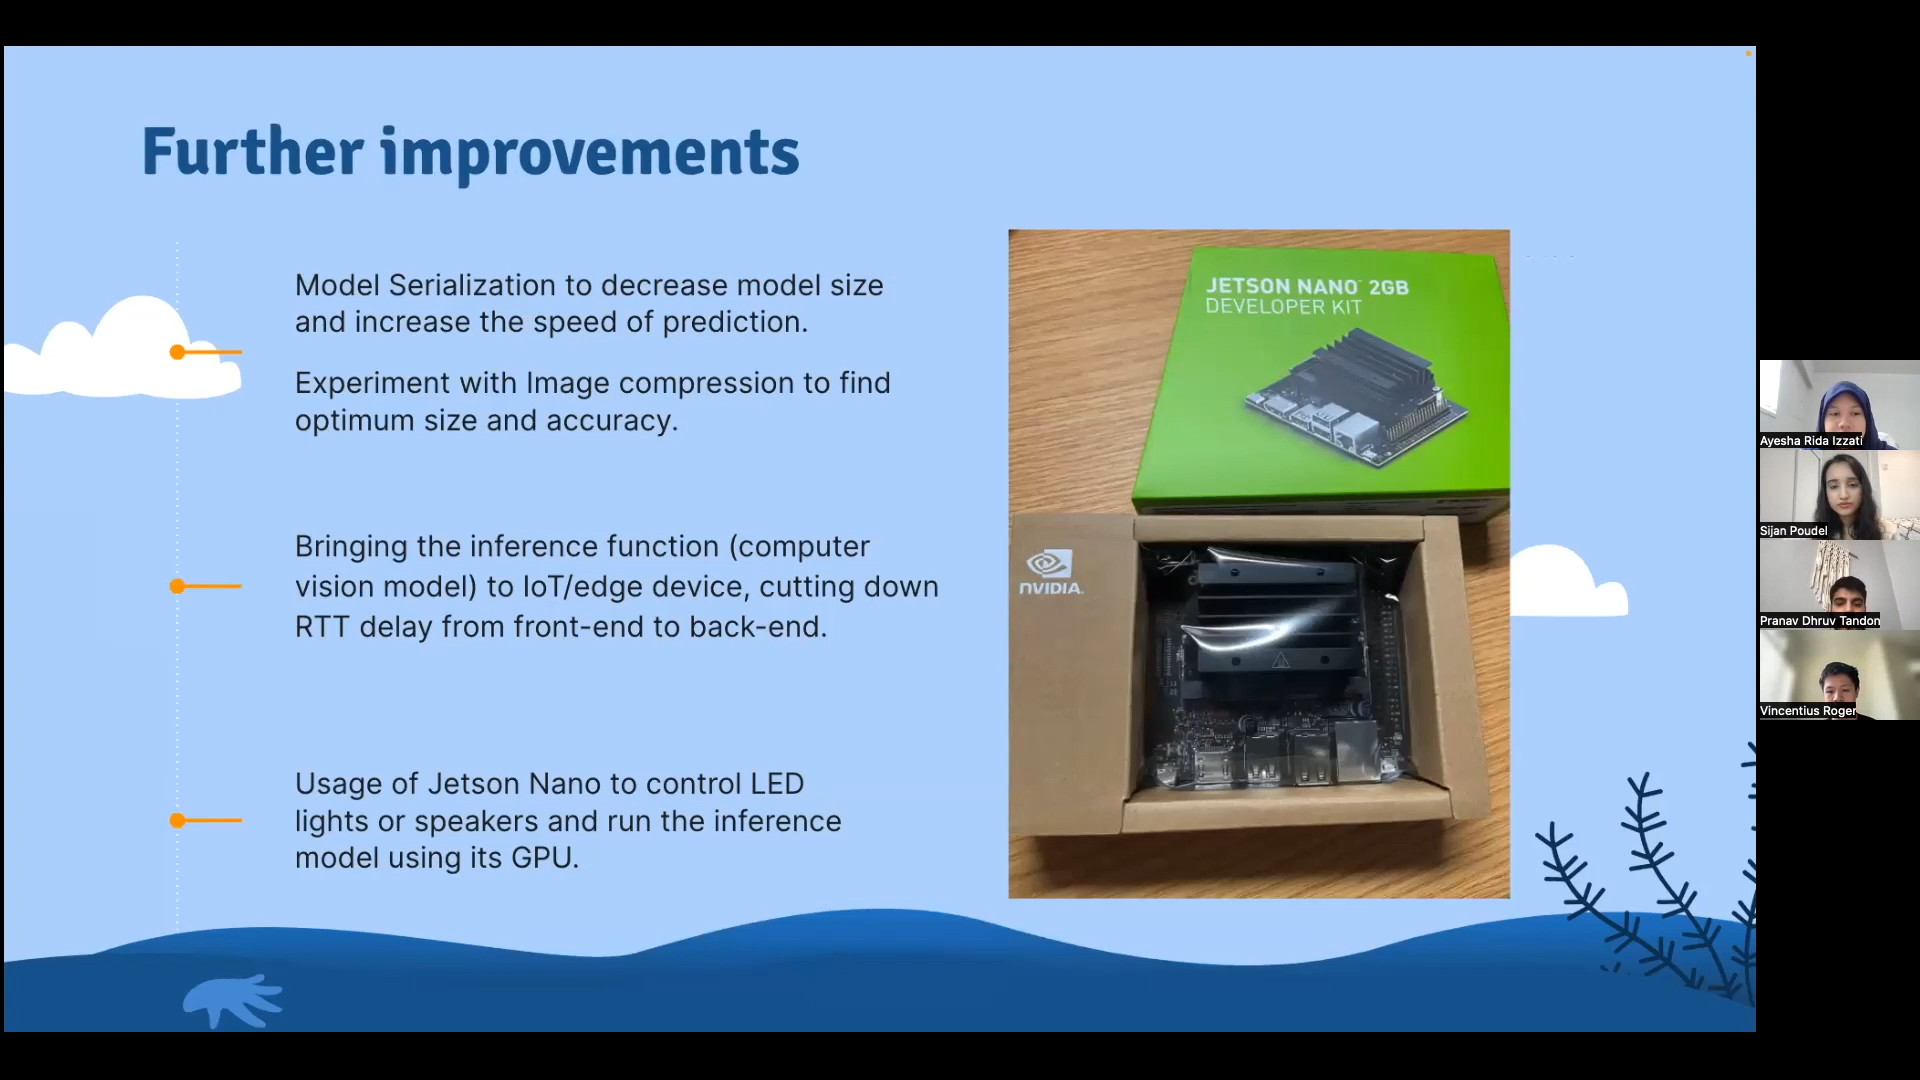 Further improvements
Model Serialization to decrease model size
and increase the speed of prediction.
Experiment with Image compression to find
optimum size and accuracy.
Bringing the inference function (computer
vision model) to IoT/edge device, cutting down
RTT delay from front-end to back-end.
Usage of Jetson Nano to control LED
lights or speakers and run the inference
model using its GPU.
JETSON NANO™ 2GB
DEVELOPER KIT
NVIDIA.
Ayesha Rida Izzati
Sijan Poudel
Pranav Dhruv Tandon
Vincentius Roger